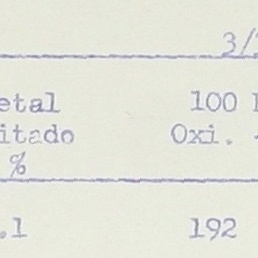 3/
etal 100
itado Oxi.
%
.1 192